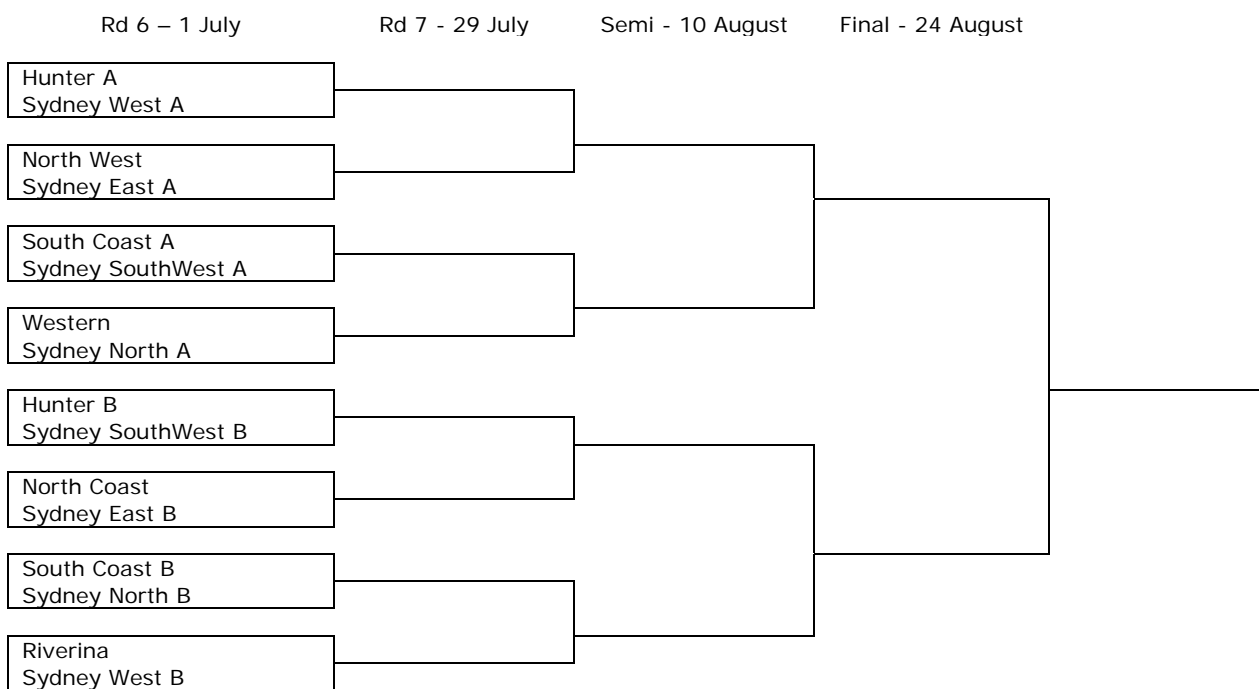 Rd 6 – 1 July Rd 7 - 29 July Semi - 10 August Final - 24 August
Hunter A
Sydney West A
North West
Sydney East A
South Coast A
Sydney SouthWest A
Western
Sydney North A
Hunter B
Sydney SouthWest B
North Coast
Sydney East B
South Coast B
Sydney North B
Riverina
Sydney West B